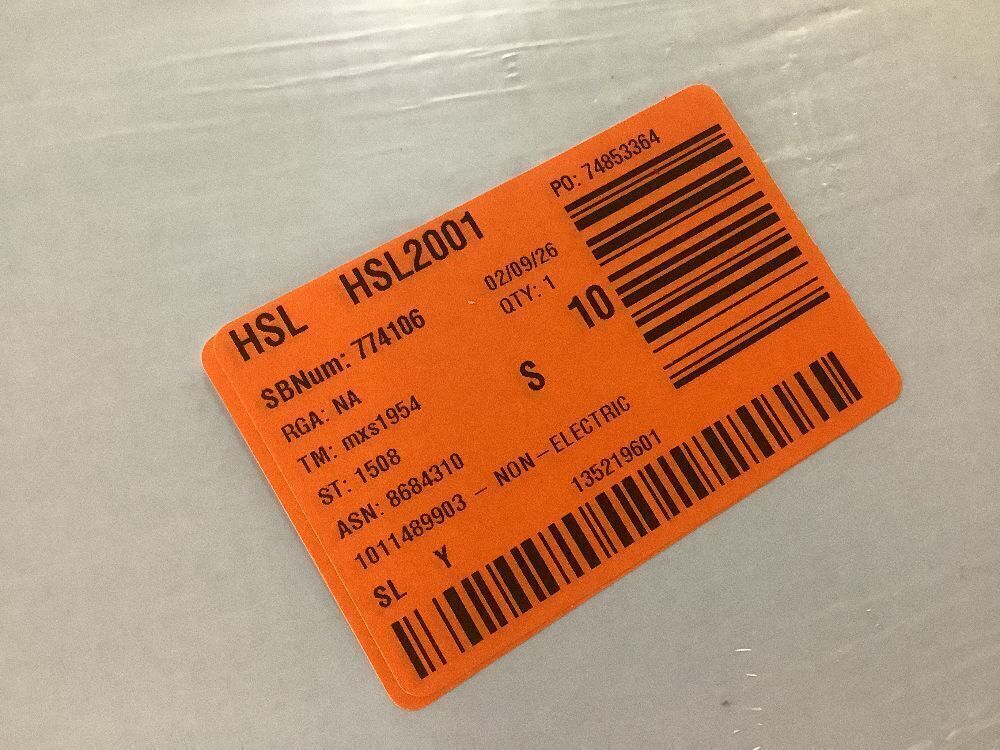 HSL HSL2001
PO: 74853364
SBNum: 774106
02/09/26
RGA: NA
QTY: 1
10
TM: mxs1954
S
ST: 1508
ASN: 8684310
1011489903 - NON-ELECTRIC
SL Y
135219601